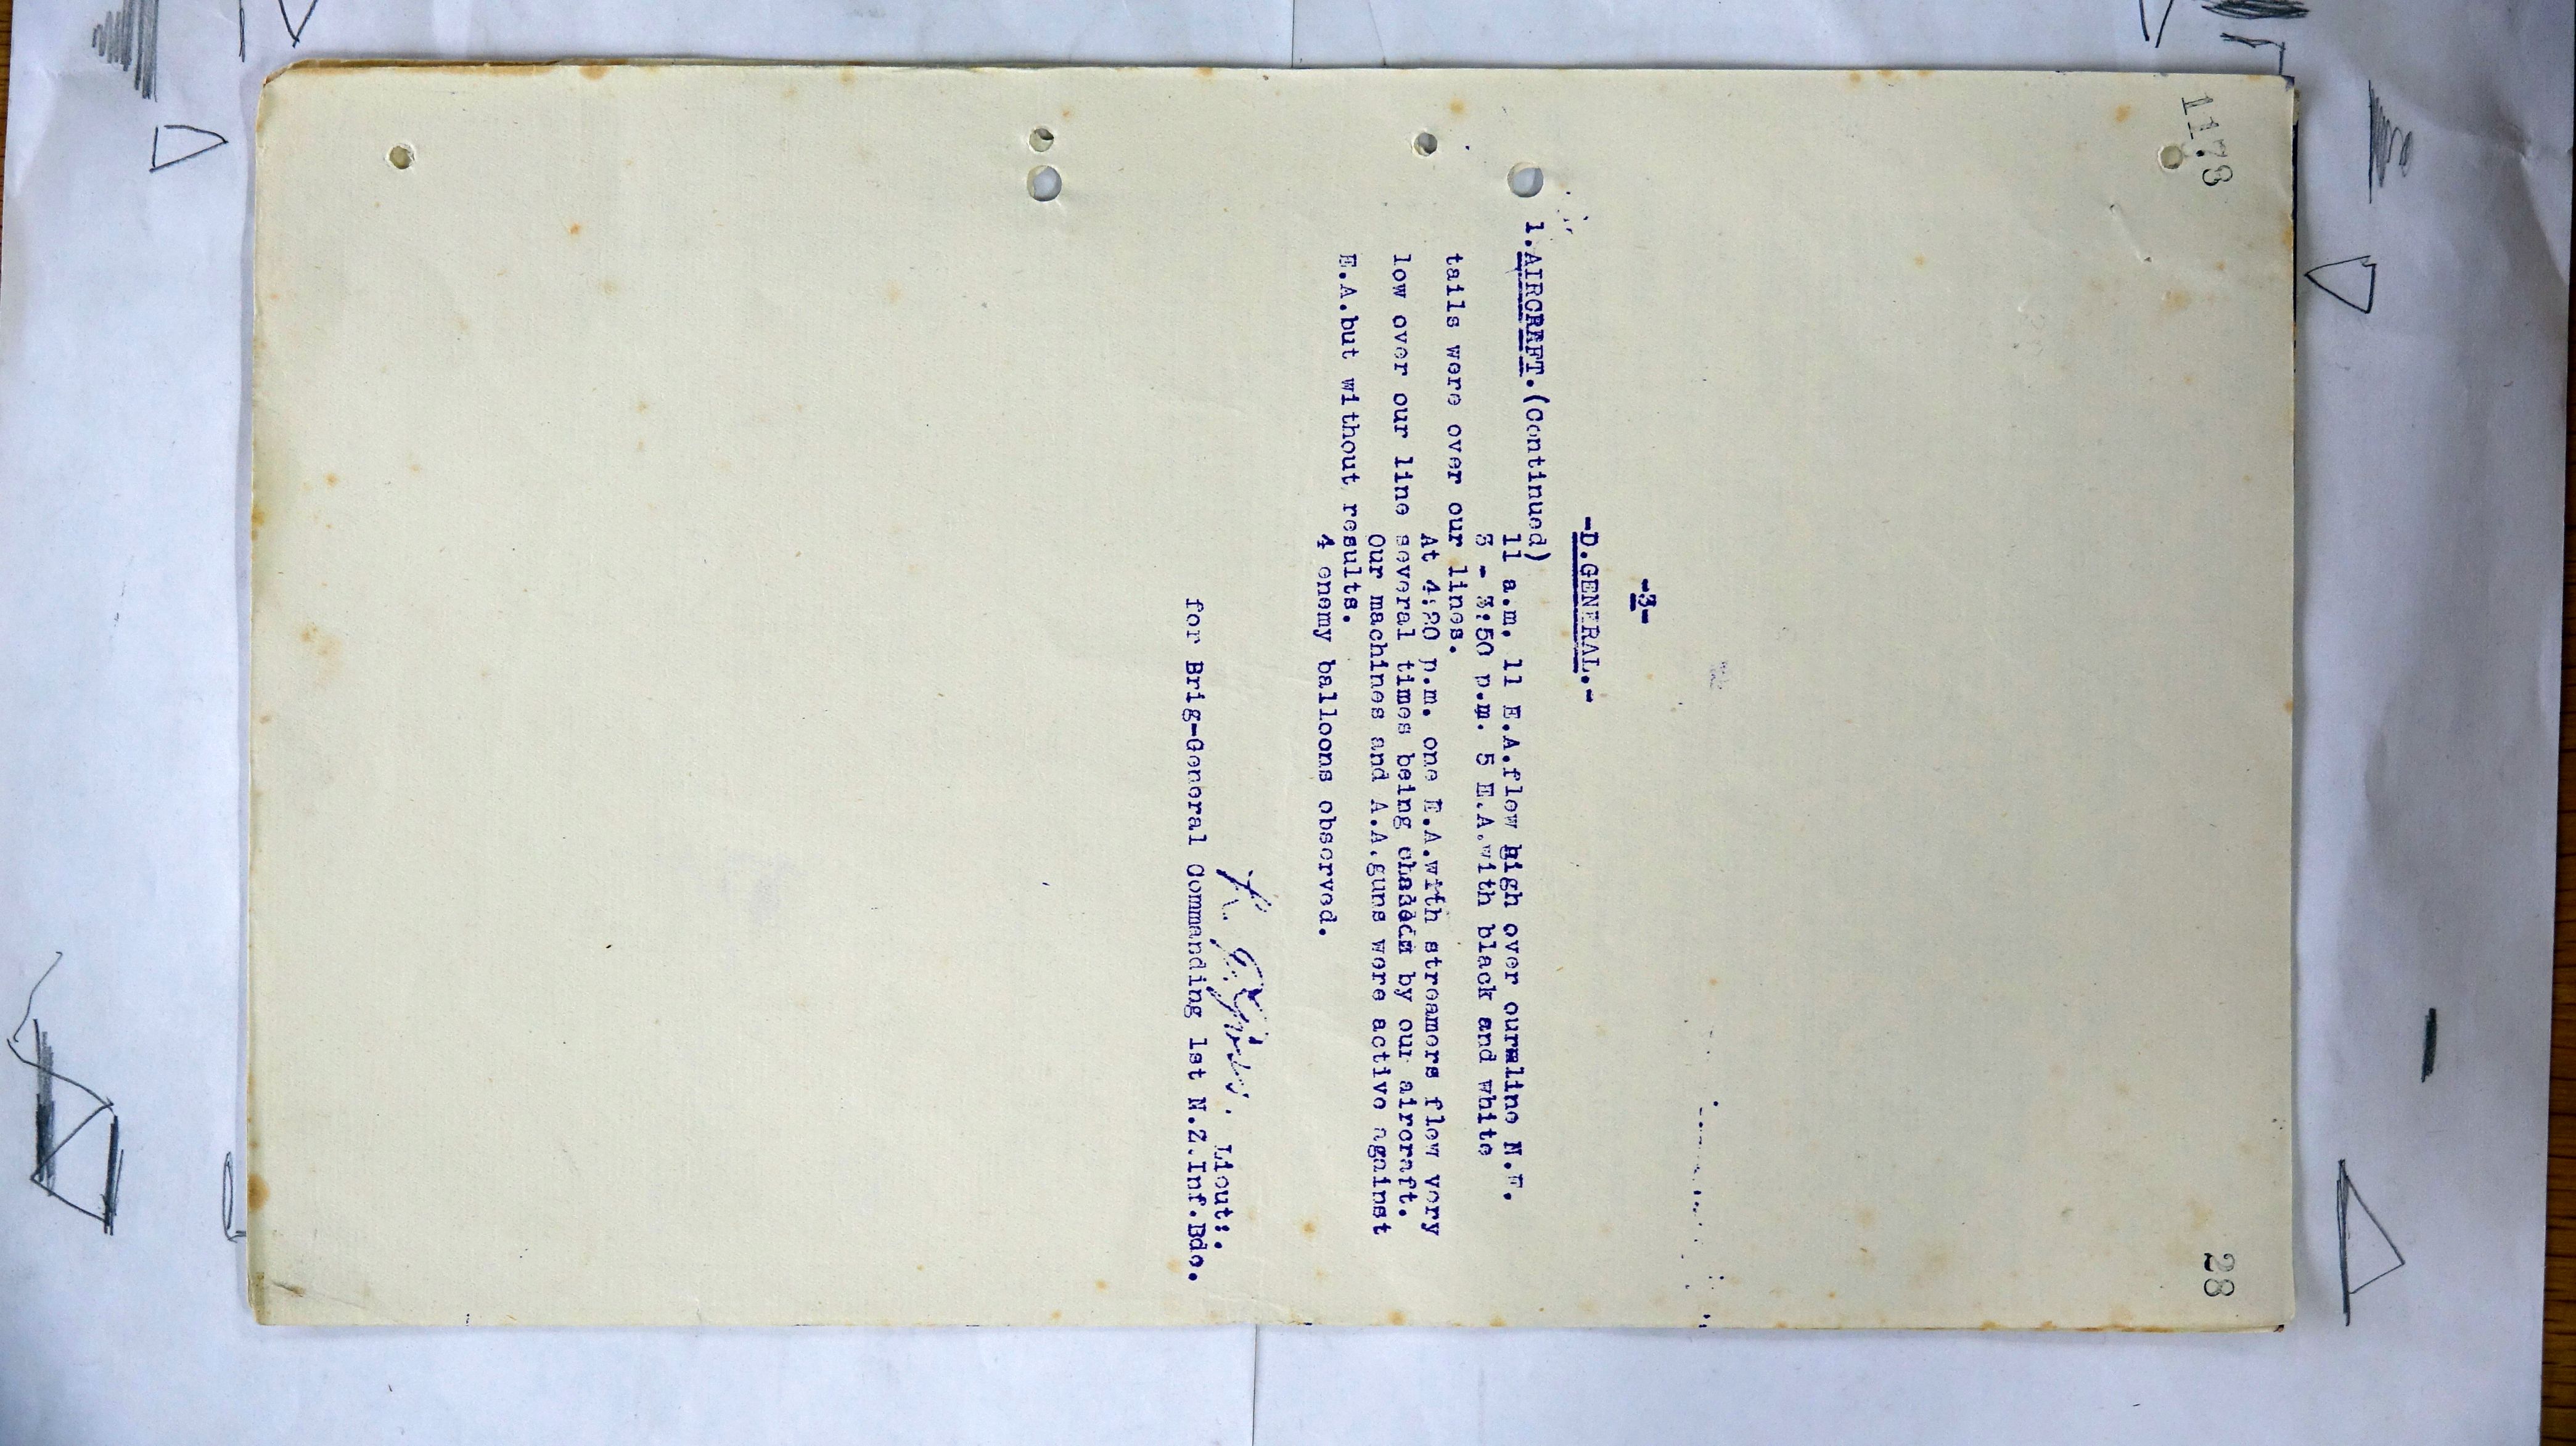 1173
28
-3-
-D.GENERAL.-
1.AIRCRAFT.(Continued)
11 a.m. 11 E.A.flew high over ourmline N.F.
3 - 3:50 p.m. 5 E.A.with black and white
tails were over our lines.
At 4:20 p.m. one E.A.with streamers flew very
low over our line several times being by our aircraft.
Our machines and A.A.guns were active against
E.A.but without results.
4 enemy balloons observed.
Lieut:.
for Brig-General Commanding 1st N.Z.Inf.Bde.